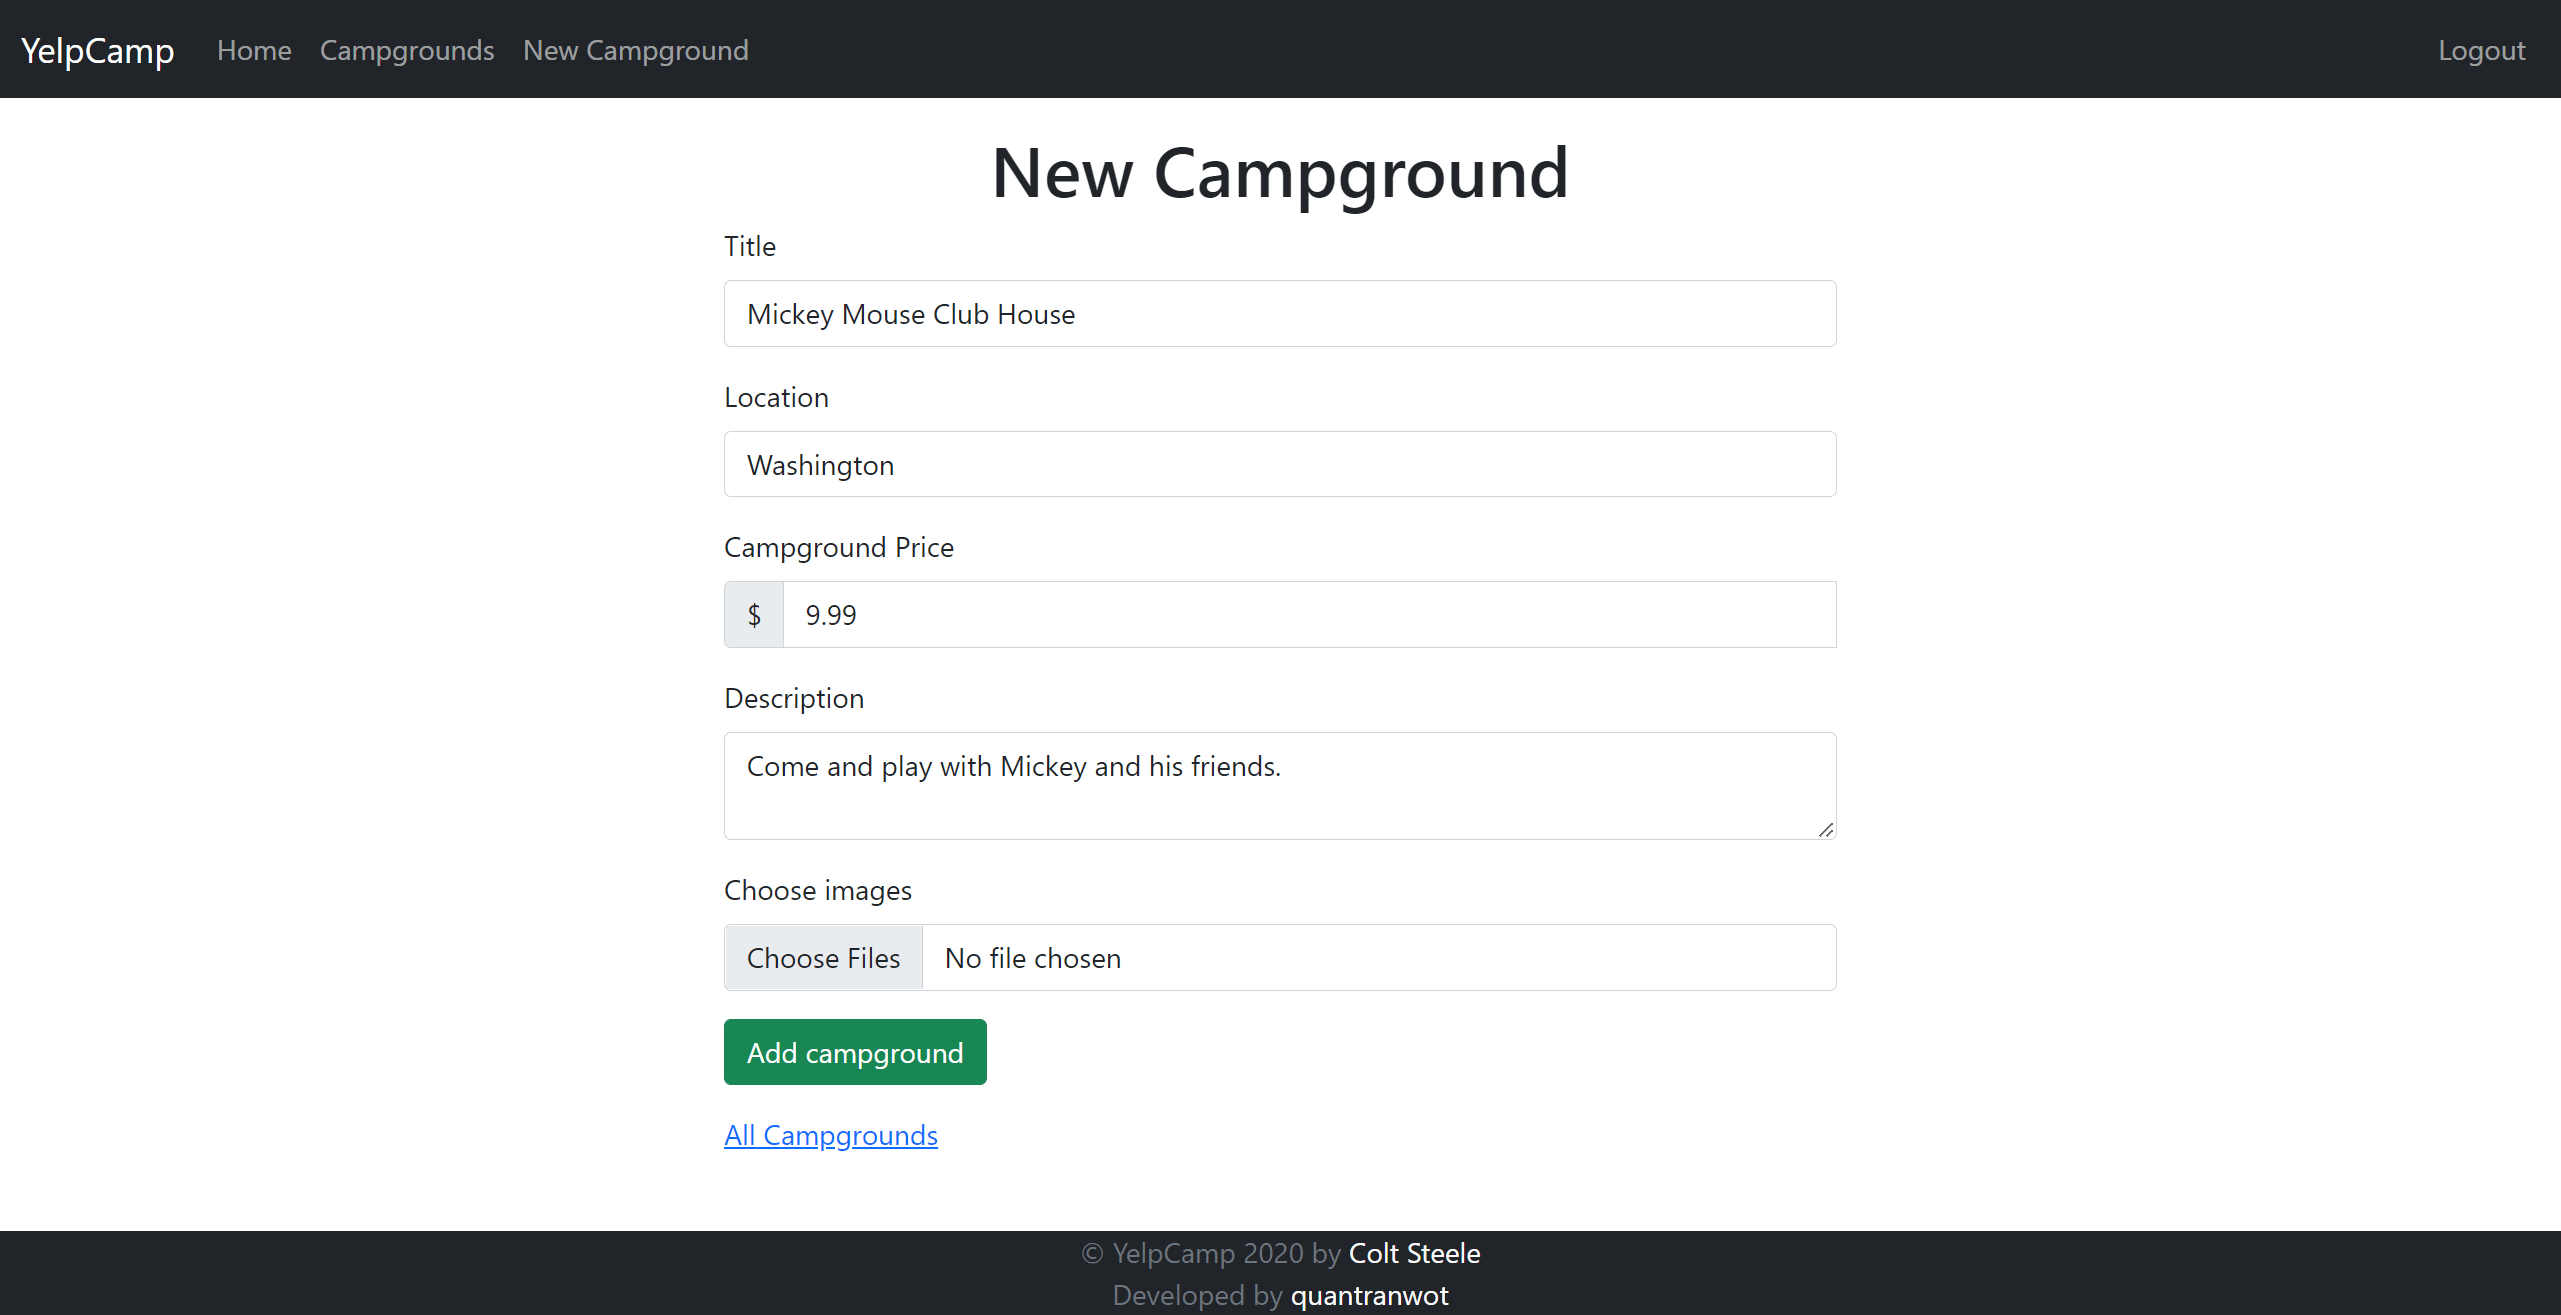 YelpCamp Home Campgrounds New Campground Logout
New Campground
Title
Mickey Mouse Club House
Location
Washington
Campground Price
$ 9.99
Description
Come and play with Mickey and his friends.
Choose images
Choose Files No file chosen
Add campground
All Campgrounds
© YelpCamp 2020 by Colt Steele
Developed by quantranwot